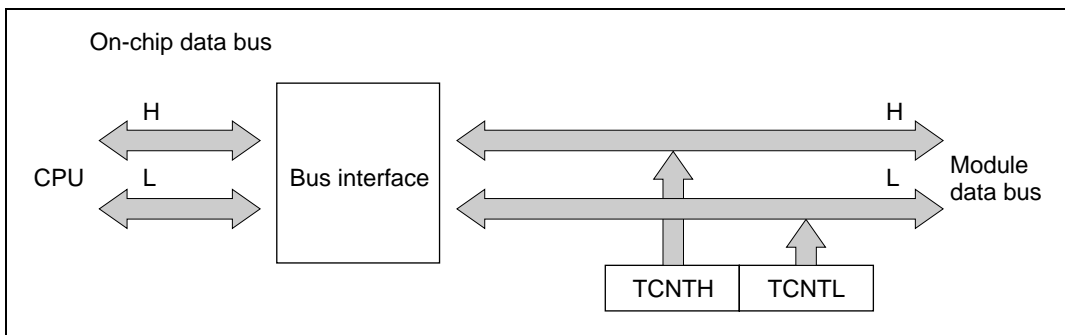 On-chip data bus
H
H
CPU
L
Bus interface
L
Module
data bus
TCNTH
TCNTL